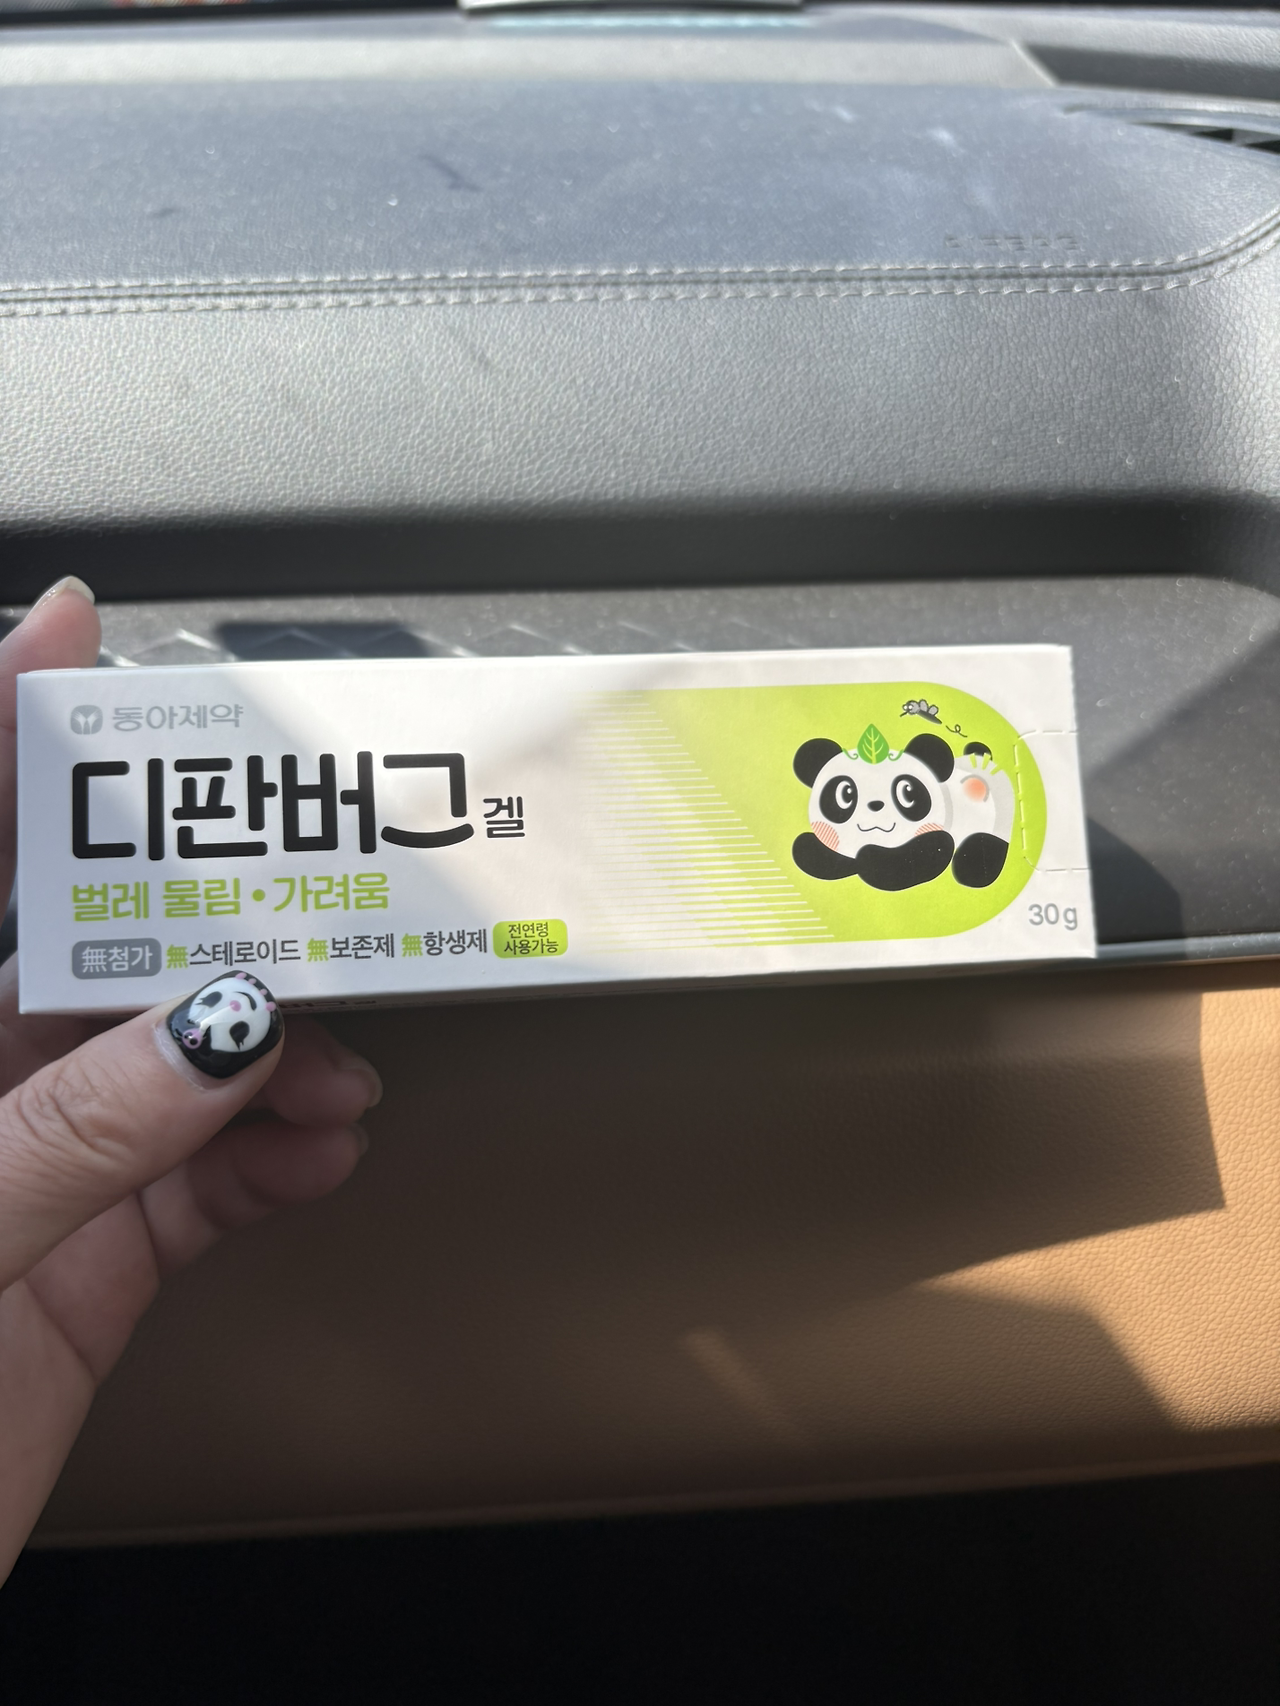 동아제약
디판버그겔
벌레 물림•가려움
無첨가 無스테로이드 無보존제 無항생제 전연령
사용가능
30g